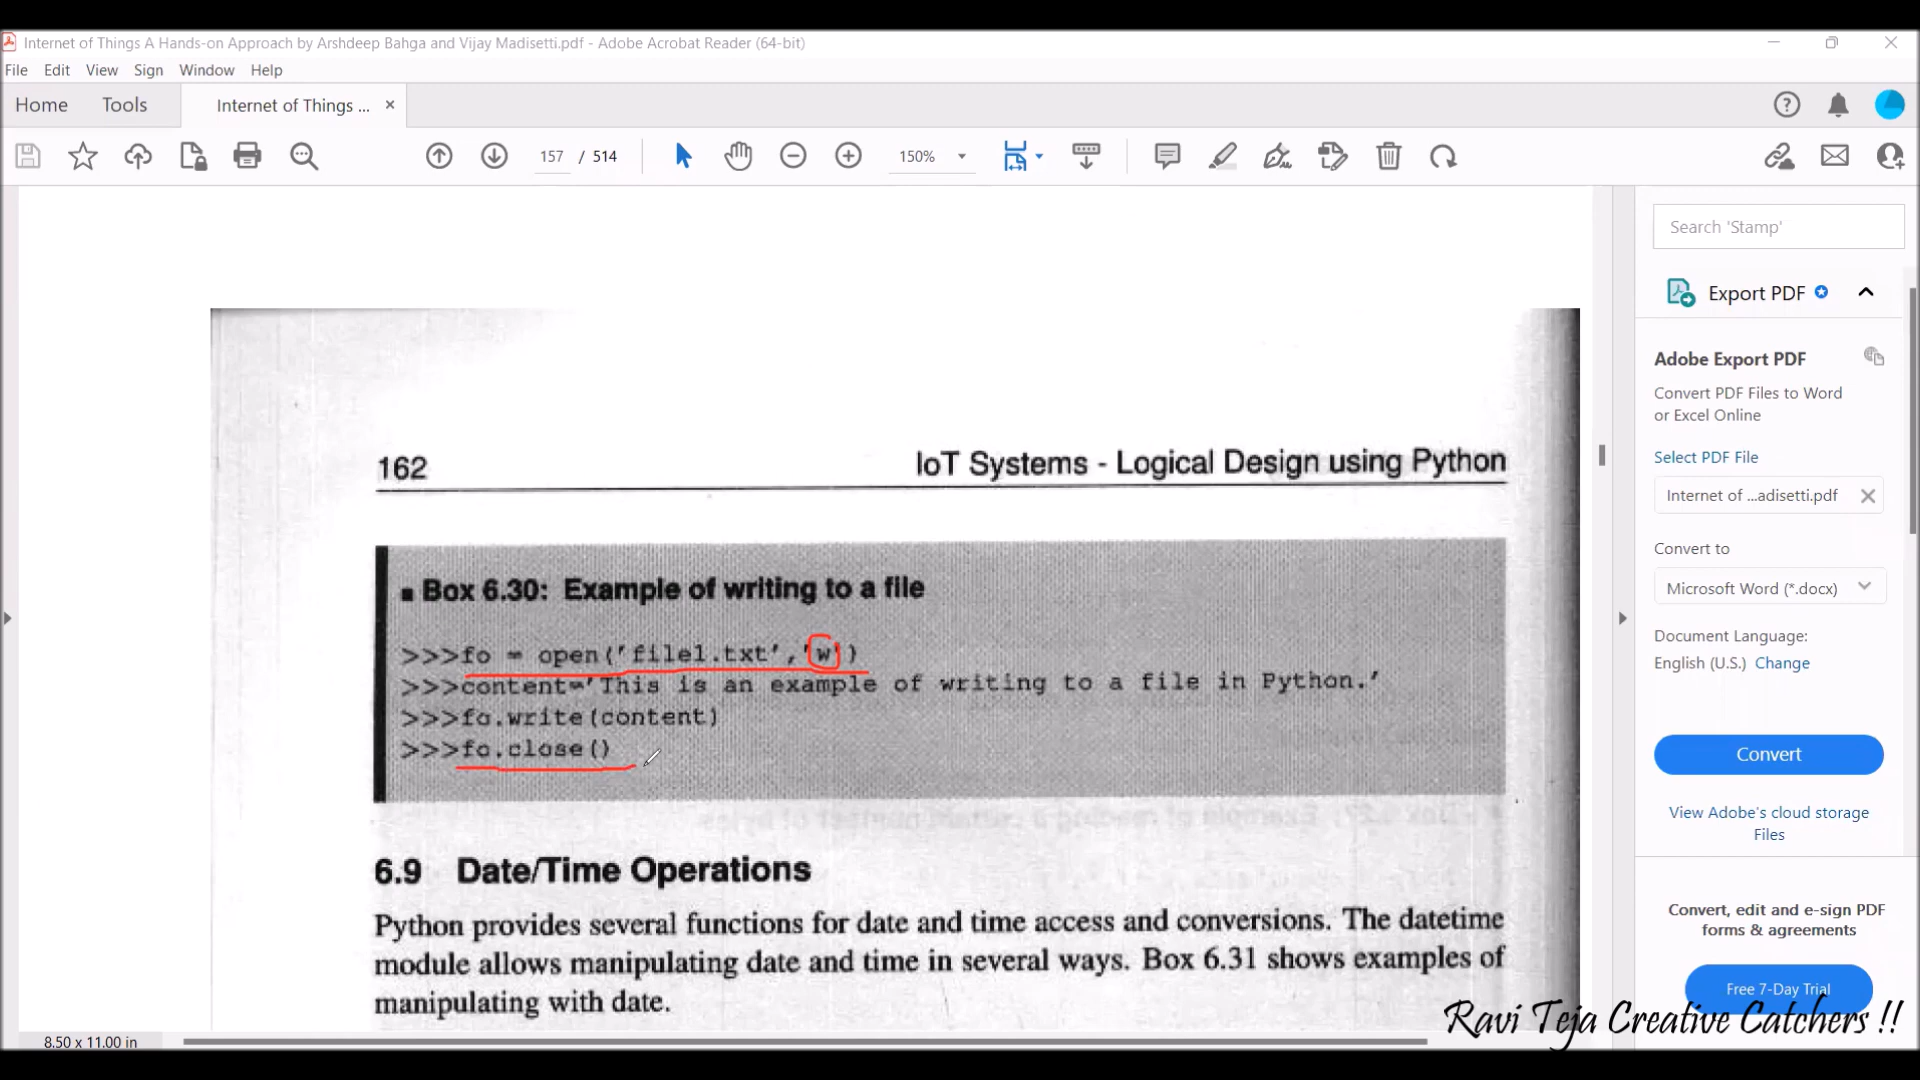 Internet of Things A Hands-on Approach by Arshdeep Bahga and Vijay Madisetti.pdf - Adobe Acrobat Reader (64-bit)
File Edit View Sign Window Help
Home Tools Internet of Things ...
157 / 514 150%
Search 'Stamp'
Export PDF
Adobe Export PDF
Convert PDF Files to Word
or Excel Online
Select PDF File
Internet of ...adisetti.pdf
Convert to
Microsoft Word (*.docx)
Document Language:
English (U.S.) Change
Convert
View Adobe's cloud storage
Files
Convert, edit and e-sign PDF
forms & agreements
Free 7-Day Trial
162 IoT Systems - Logical Design using Python
Box 6.30: Example of writing to a file
>>>fo = open('file1.txt','w')
>>>content='This is an example of writing to a file in Python.'
>>>fo.write(content)
>>>fo.close()
6.9 Date/Time Operations
Python provides several functions for date and time access and conversions. The datetime
module allows manipulating date and time in several ways. Box 6.31 shows examples of
manipulating with date.
8.50 x 11.00 in
Ravi Teja Creative Catchers !!